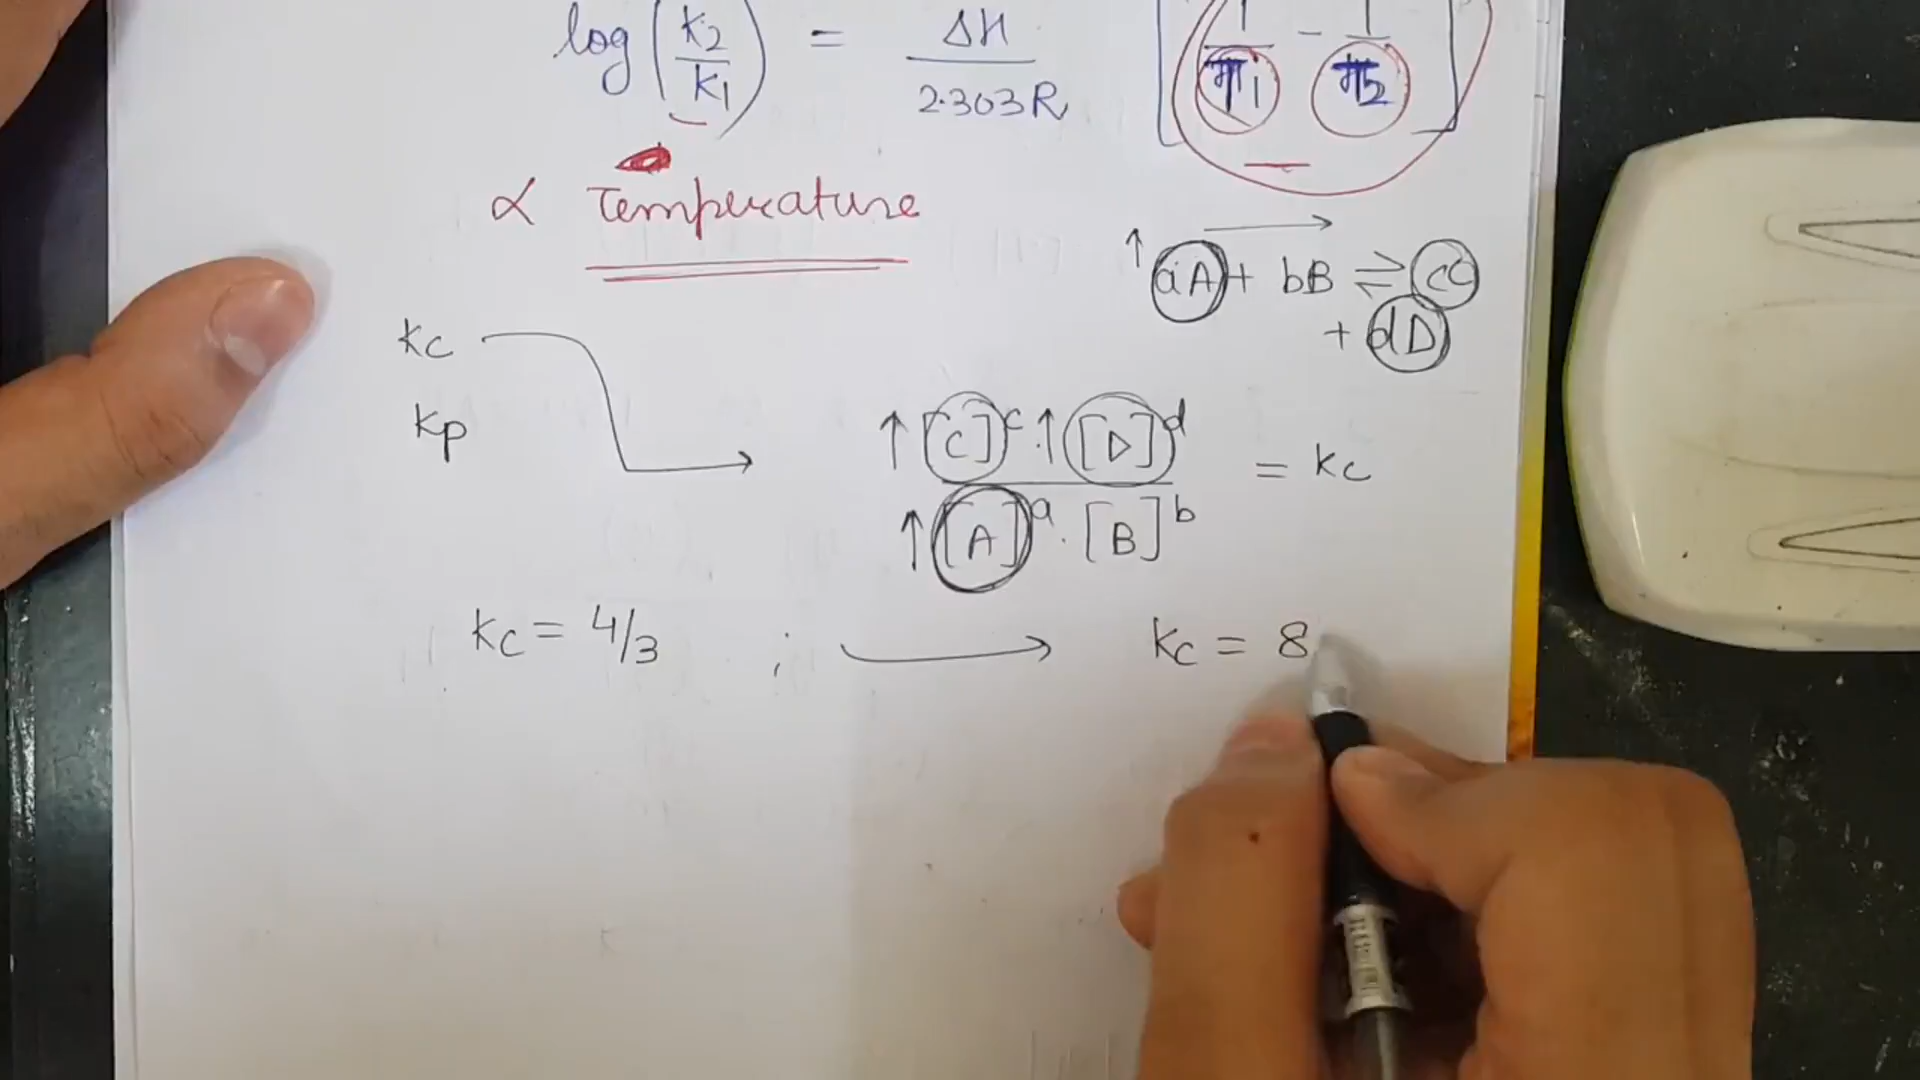 log (k2/k1) = ΔH/2.303R [1/T1 - 1/T2]
∝ Temperature
↑ aA + bB ⇌ cC
+ dD
kc
kp
↑[C]^c · ↑[D]^d / ↑[A]^a · [B]^b = kc
kc = 4/3 ; → kc = 8